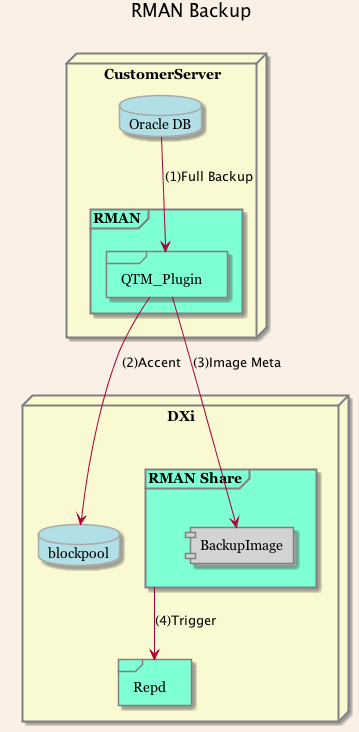 RMAN Backup
CustomerServer
Oracle DB
(1)Full Backup
RMAN
QTM_Plugin
(2)Accent
(3)Image Meta
DXi
RMAN Share
BackupImage
blockpool
(4)Trigger
Repd